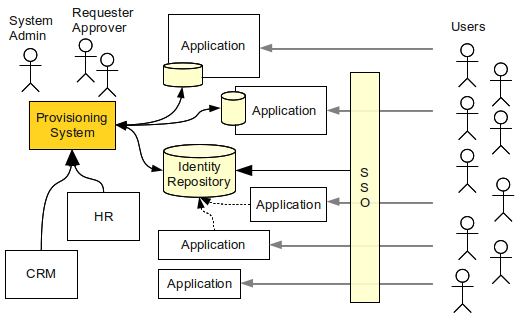 System
Admin
Requester
Approver
Users
Application
Application
Provisioning
System
Identity
Repository
S
S
O
Application
HR
Application
CRM
Application